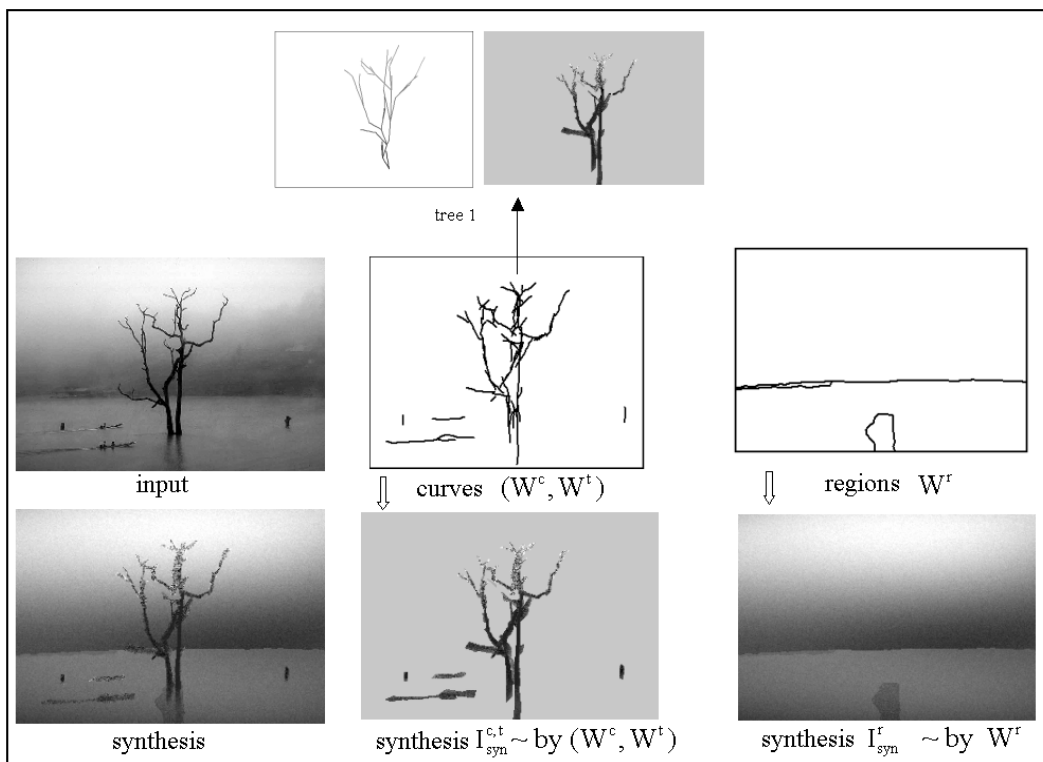 tree 1
input
curves (W^c, W^t)
regions W^r
synthesis
synthesis I_syn^c,t ~ by (W^c, W^t)
synthesis I_syn^r ~ by W^r